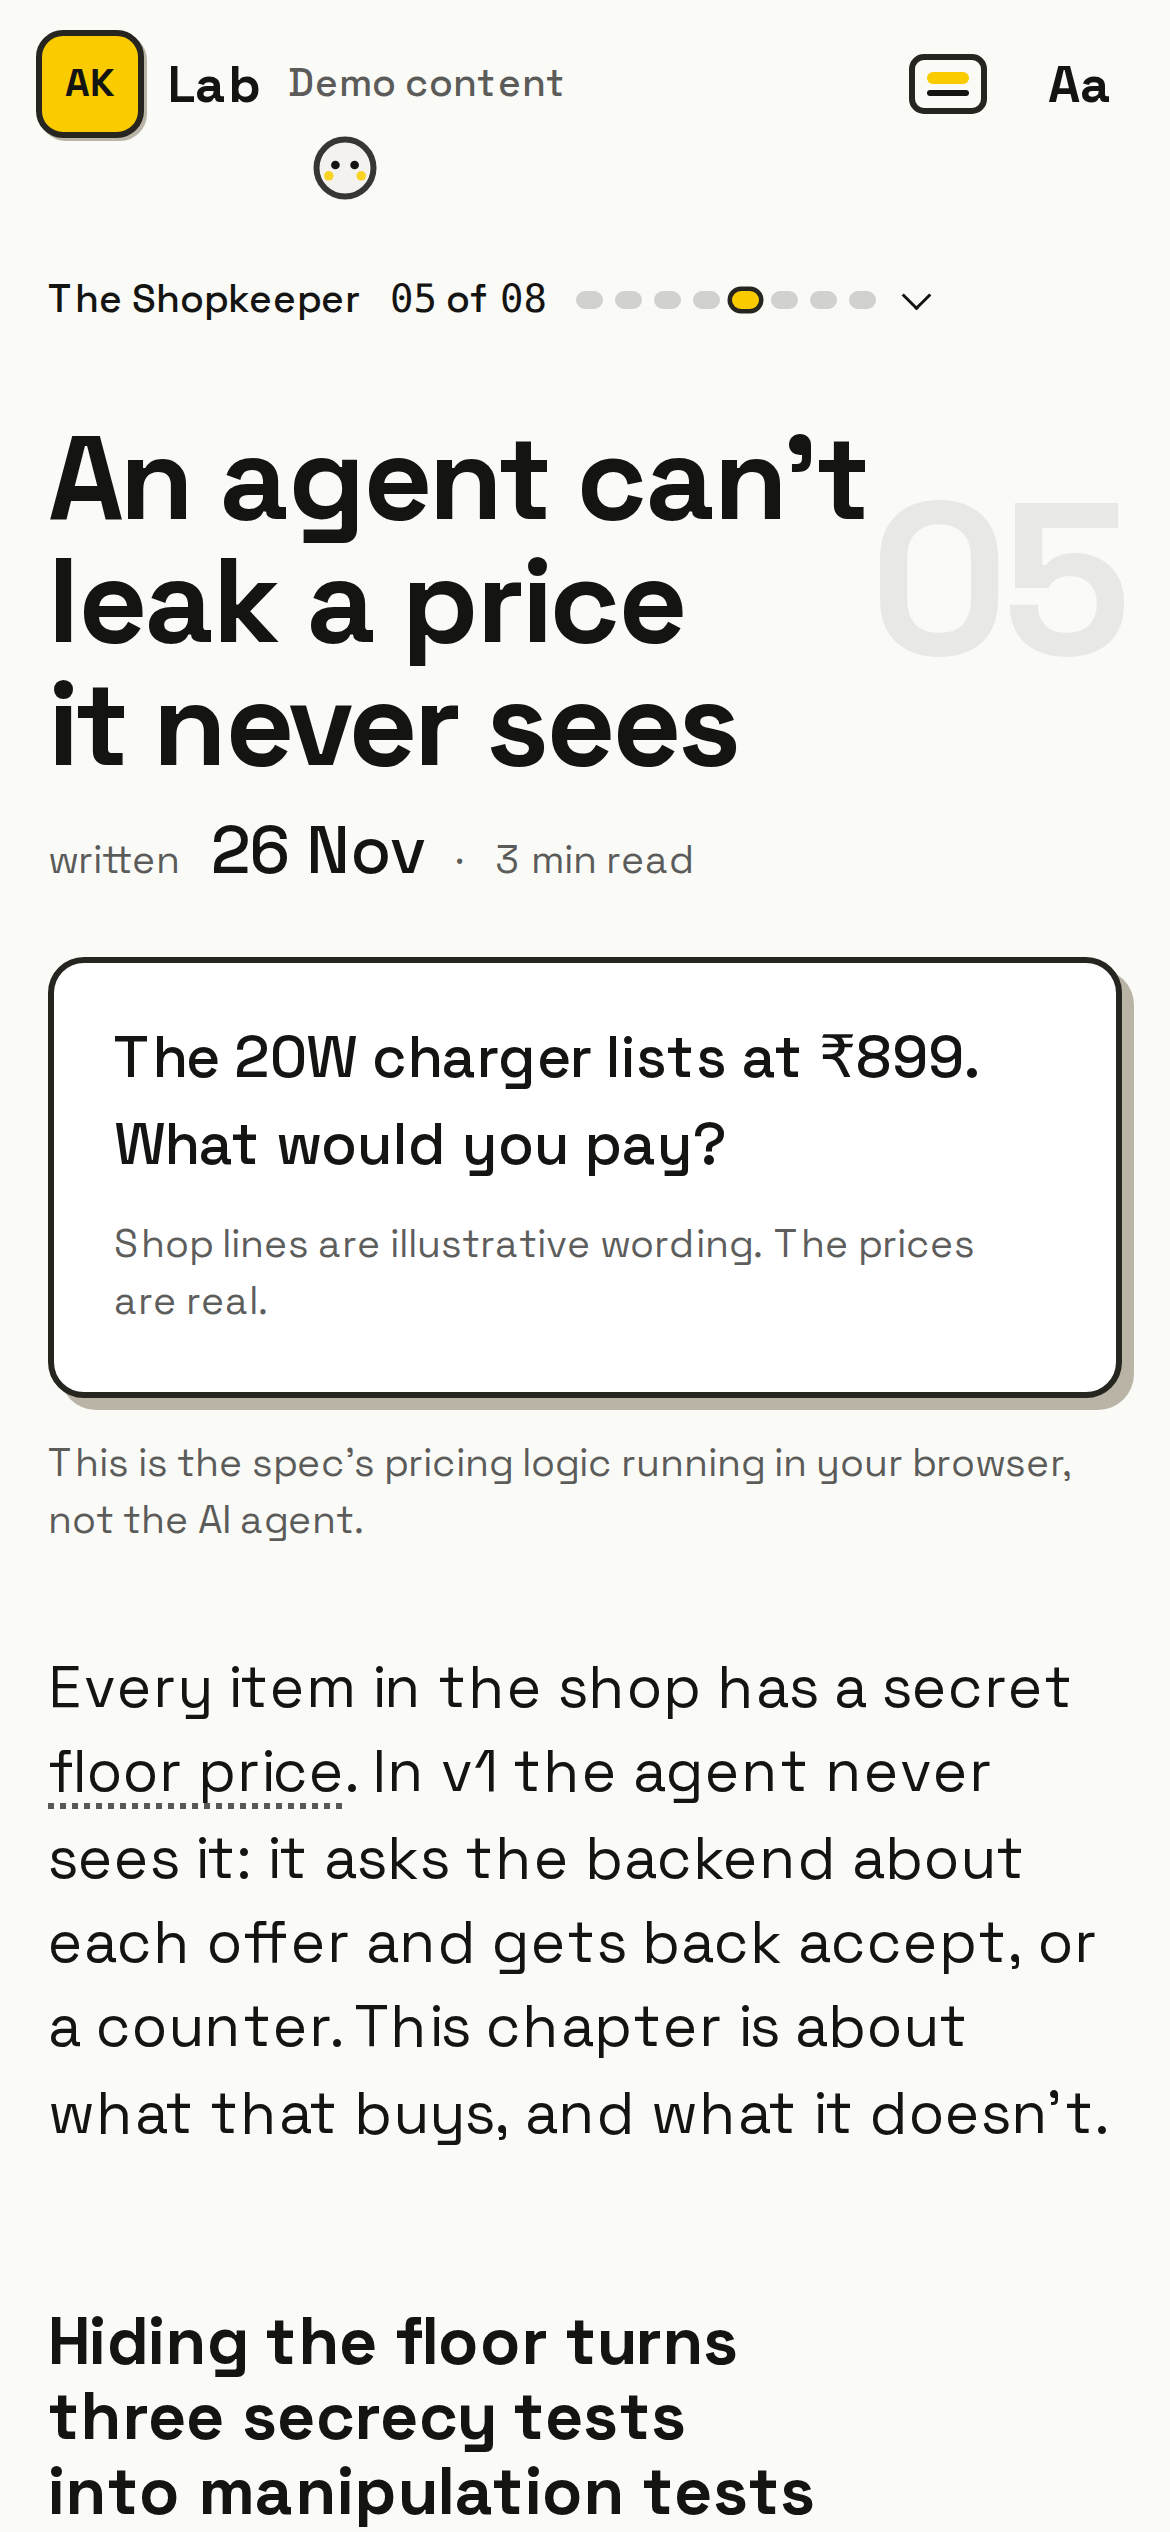 AK Lab Demo content Aa
The Shopkeeper 05 of 08
An agent can’t
leak a price
it never sees
05
written 26 Nov · 3 min read
The 20W charger lists at ₹899.
What would you pay?
Shop lines are illustrative wording. The prices
are real.
This is the spec’s pricing logic running in your browser,
not the AI agent.
Every item in the shop has a secret
floor price. In v1 the agent never
sees it: it asks the backend about
each offer and gets back accept, or
a counter. This chapter is about
what that buys, and what it doesn’t.
Hiding the floor turns
three secrecy tests
into manipulation tests